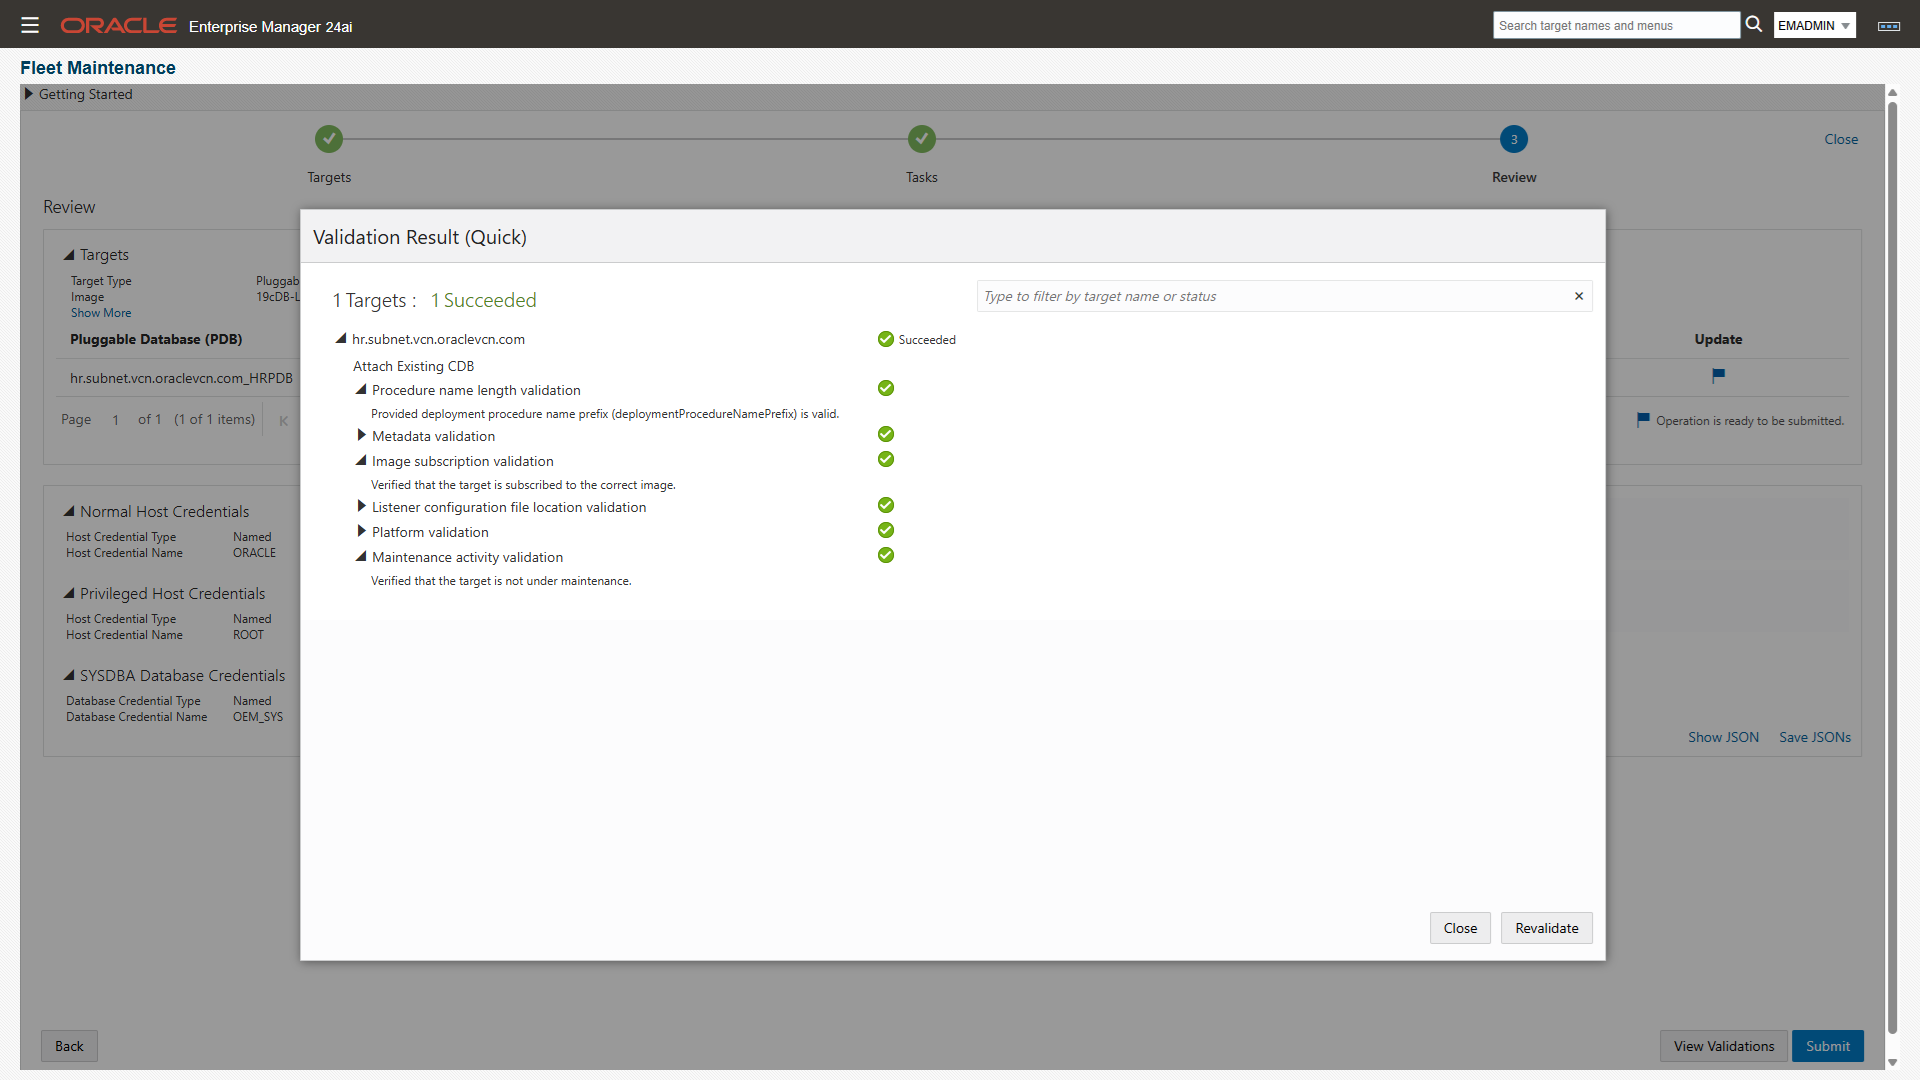 ORACLE Enterprise Manager 24ai
Search target names and menus
EMADMIN
Fleet Maintenance
Getting Started
3
Close
Targets
Tasks
Review
Review
Targets
Target Type Pluggab
Image 19cDB-L
Show More
Pluggable Database (PDB)
Update
hr.subnet.vcn.oraclevcn.com_HRPDB
Page 1 of 1 (1 of 1 items)
Operation is ready to be submitted.
Normal Host Credentials
Host Credential Type Named
Host Credential Name ORACLE
Privileged Host Credentials
Host Credential Type Named
Host Credential Name ROOT
SYSDBA Database Credentials
Database Credential Type Named
Database Credential Name OEM_SYS
Show JSON Save JSONs
Validation Result (Quick)
1 Targets : 1 Succeeded
Type to filter by target name or status
hr.subnet.vcn.oraclevcn.com Succeeded
Attach Existing CDB
Procedure name length validation
Provided deployment procedure name prefix (deploymentProcedureNamePrefix) is valid.
Metadata validation
Image subscription validation
Verified that the target is subscribed to the correct image.
Listener configuration file location validation
Platform validation
Maintenance activity validation
Verified that the target is not under maintenance.
Close Revalidate
Back
View Validations Submit